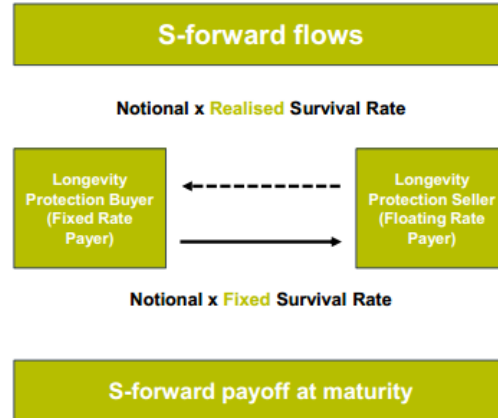 S-forward flows
Notional x Realised Survival Rate
Longevity
Protection Buyer
(Fixed Rate
Payer)
Longevity
Protection Seller
(Floating Rate
Payer)
Notional x Fixed Survival Rate
S-forward payoff at maturity